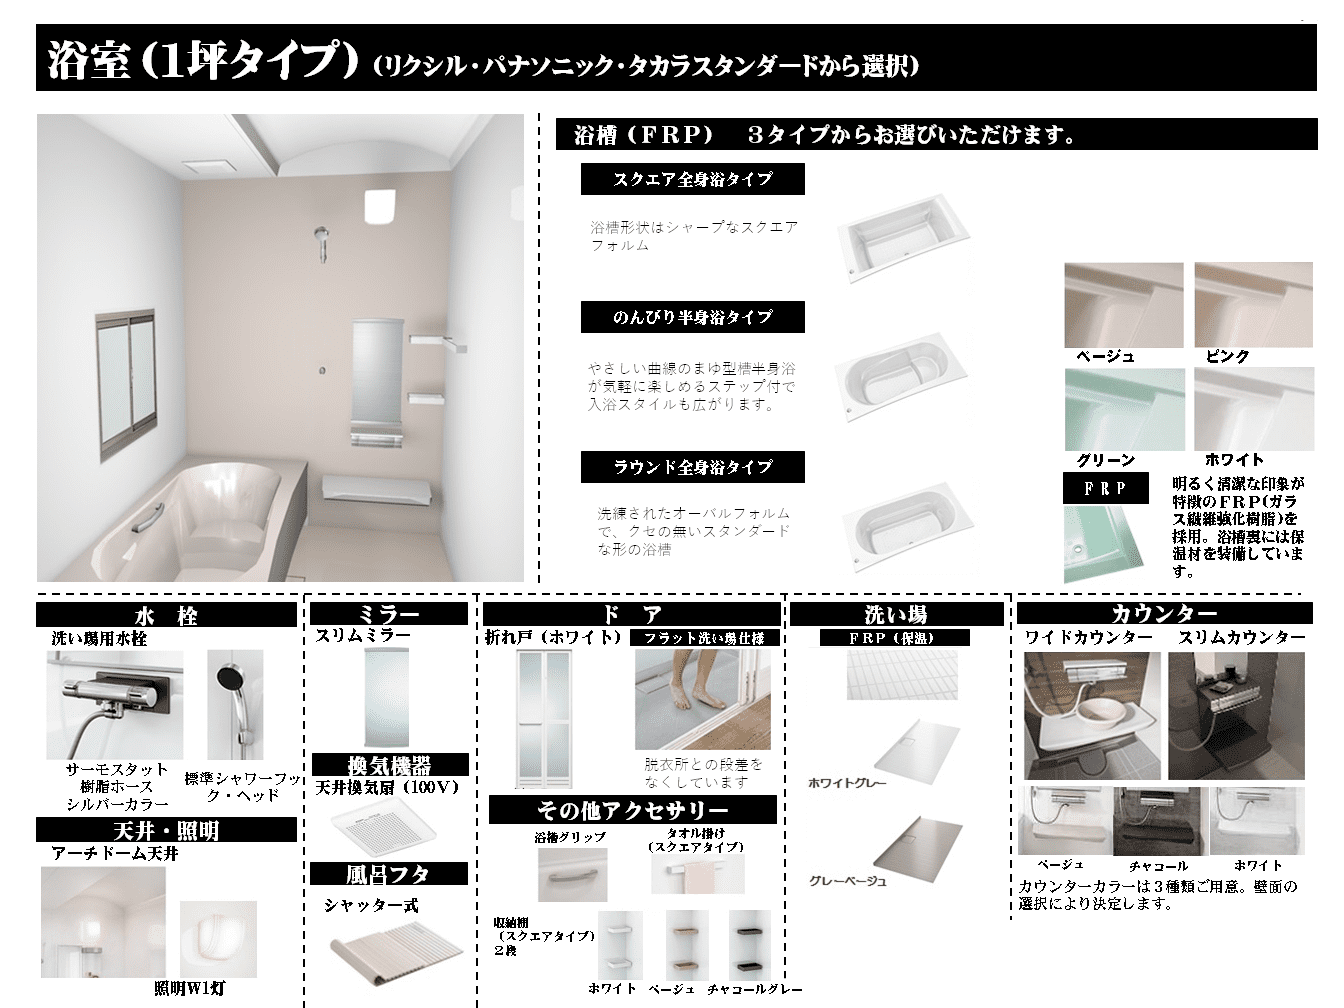 浴室（１坪タイプ）（リクシル・パナソニック・タカラスタンダードから選択）
浴槽（ＦＲＰ）　３タイプからお選びいただけます。
スクエア全身浴タイプ
浴槽形状はシャープなスクエア
フォルム
のんびり半身浴タイプ
やさしい曲線のまゆ型槽半身浴
が気軽に楽しめるステップ付で
入浴スタイルも広がります。
ラウンド全身浴タイプ
洗練されたオーバルフォルム
で、クセの無いスタンダード
な形の浴槽
ベージュ
ピンク
グリーン
ホワイト
ＦＲＰ
明るく清潔な印象が
特徴のＦＲＰ(ガラ
ス繊維強化樹脂)を
採用。浴槽裏には保
温材を装備していま
す。
水　栓
洗い場用水栓
サーモスタット
樹脂ホース
シルバーカラー
標準シャワーフッ
ク・ヘッド
天井・照明
アーチドーム天井
照明Ｗ１灯
ミラー
スリムミラー
換気機器
天井換気扇（100Ｖ）
風呂フタ
シャッター式
ド　ア
折れ戸（ホワイト）
フラット洗い場仕様
脱衣所との段差を
なくしています
その他アクセサリー
浴槽グリップ
タオル掛け
（スクエアタイプ）
収納棚
（スクエアタイプ）
２段
ホワイト
ベージュ
チャコールグレー
洗い場
ＦＲＰ（保温）
ホワイトグレー
グレーベージュ
カウンター
ワイドカウンター
スリムカウンター
ベージュ
チャコール
ホワイト
カウンターカラーは３種類ご用意。壁面の
選択により決定します。